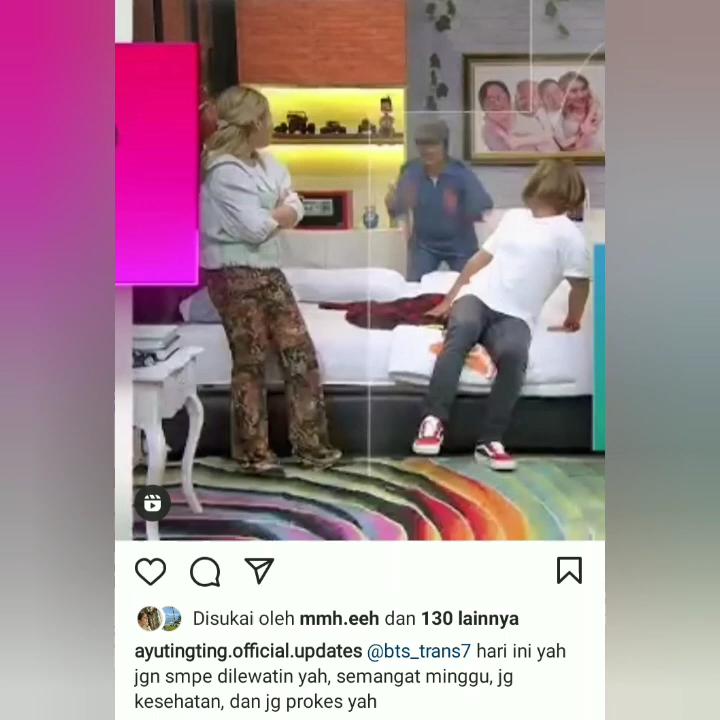 Disukai oleh mmh.eeh dan 130 lainnya
ayutingting.official.updates @bts_trans7 hari ini yah
jgn smpe dilewatin yah, semangat minggu, jg
kesehatan, dan jg prokes yah